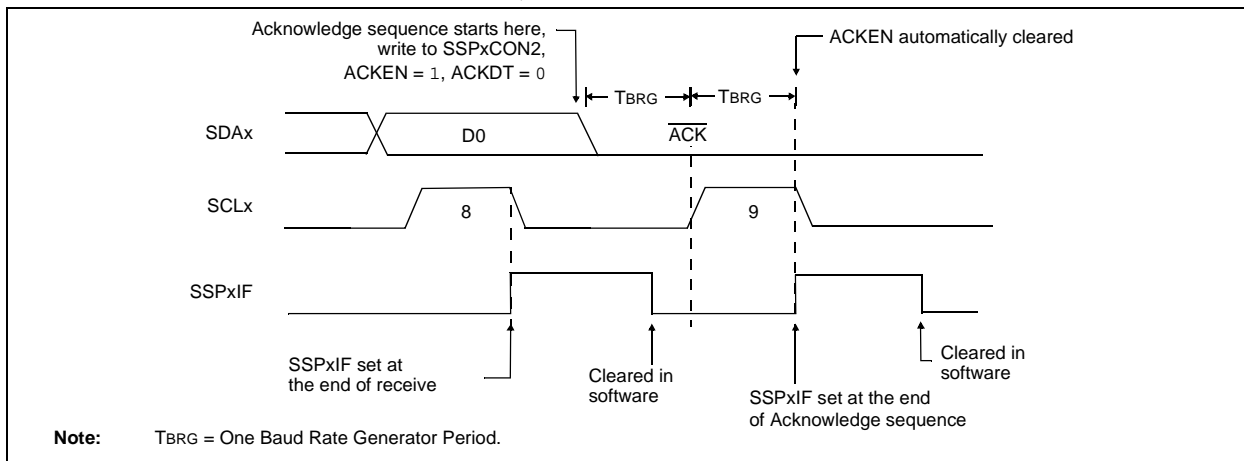 Acknowledge sequence starts here,
write to SSPxCON2,
ACKEN = 1, ACKDT = 0
ACKEN automatically cleared
TBRG
TBRG
SDAx
D0
ACK
SCLx
8
9
SSPxIF
SSPxIF set at
the end of receive
Cleared in
software
SSPxIF set at the end
of Acknowledge sequence
Cleared in
software
Note: TBRG = One Baud Rate Generator Period.